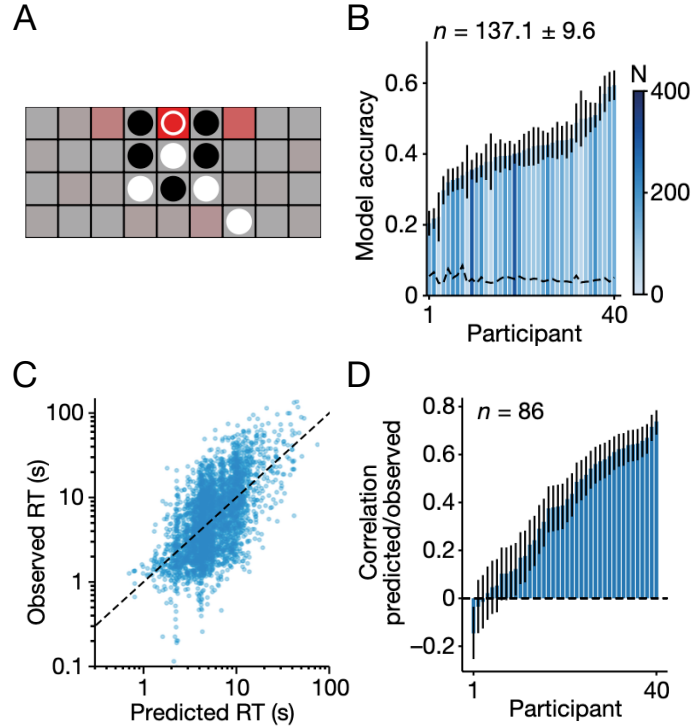 A
B
n = 137.1 ± 9.6
N
400
200
0
0.6
0.4
0.2
0
Model accuracy
1
40
Participant
C
100
10
1
0.1
Observed RT (s)
1
10
100
Predicted RT (s)
D
n = 86
0.8
0.6
0.4
0.2
0
−0.2
Correlation
predicted/observed
1
40
Participant